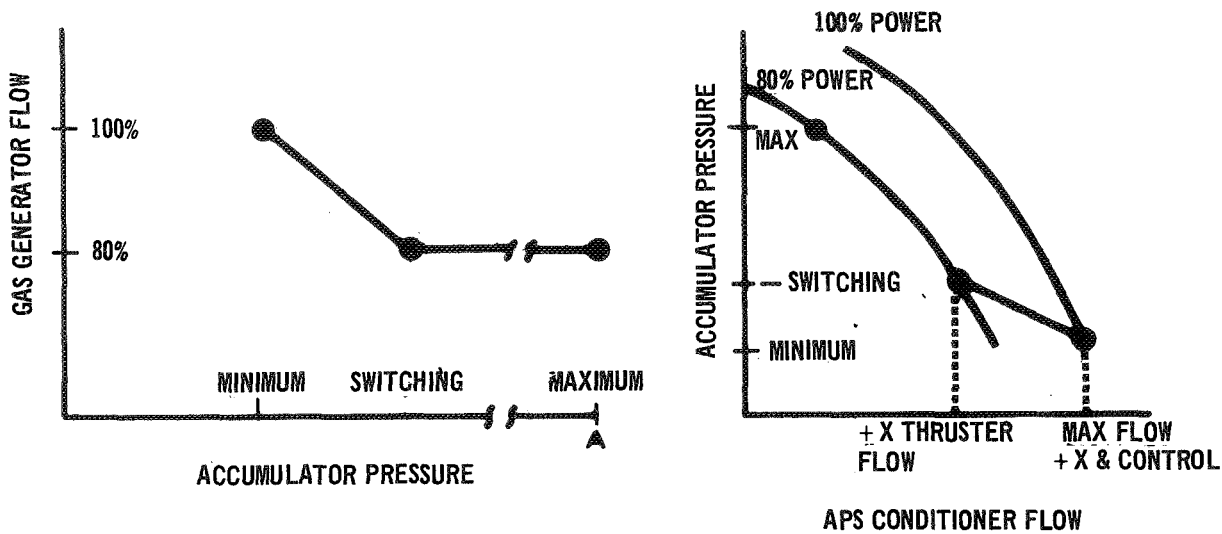 GAS GENERATOR FLOW
100%
80%
MINIMUM SWITCHING MAXIMUM
A
ACCUMULATOR PRESSURE
100% POWER
80% POWER
ACCUMULATOR PRESSURE
MAX
SWITCHING
MINIMUM
+ X THRUSTER
FLOW
MAX FLOW
+ X & CONTROL
APS CONDITIONER FLOW